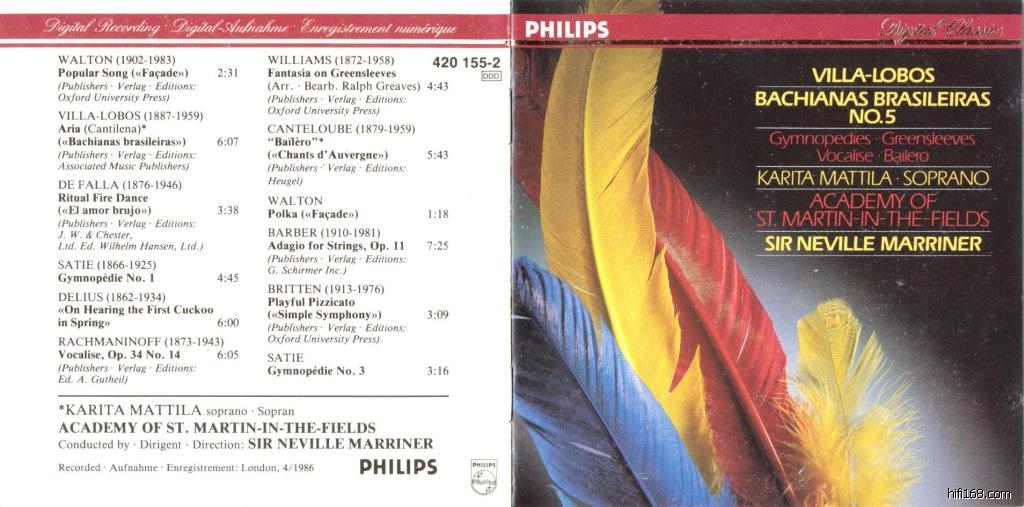 Digital Recording · Digital-Aufnahme · Enregistrement numérique
420 155-2
DDD
WALTON (1902-1983)
Popular Song («Façade») 2:31
(Publishers · Verlag · Editions:
Oxford University Press)
VILLA-LOBOS (1887-1959)
Aria (Cantilena)*
(«Bachianas brasileiras») 6:07
(Publishers · Verlag · Editions:
Associated Music Publishers)
DE FALLA (1876-1946)
Ritual Fire Dance
(«El amor brujo») 3:38
(Publishers · Verlag · Editions:
J. W. & Chester,
Ltd. Ed. Wilhelm Hansen, Ltd.)
SATIE (1866-1925)
Gymnopédie No. 1 4:45
DELIUS (1862-1934)
«On Hearing the First Cuckoo
in Spring» 6:00
RACHMANINOFF (1873-1943)
Vocalise, Op. 34 No. 14 6:05
(Publishers · Verlag · Editions:
Ed. A. Gutheil)
WILLIAMS (1872-1958)
Fantasia on Greensleeves
(Arr. · Bearb. Ralph Greaves) 4:43
(Publishers · Verlag · Editions:
Oxford University Press)
CANTELOUBE (1879-1959)
"Baïlèro"*
(«Chants d'Auvergne») 5:43
(Publishers · Verlag · Editions:
Heugel)
WALTON
Polka («Façade») 1:18
BARBER (1910-1981)
Adagio for Strings, Op. 11 7:25
(Publishers · Verlag · Editions:
G. Schirmer Inc.)
BRITTEN (1913-1976)
Playful Pizzicato
(«Simple Symphony») 3:09
(Publishers · Verlag · Editions:
Oxford University Press)
SATIE
Gymnopédie No. 3 3:16
*KARITA MATTILA soprano · Sopran
ACADEMY OF ST. MARTIN-IN-THE-FIELDS
Conducted by · Dirigent · Direction: SIR NEVILLE MARRINER
Recorded · Aufnahme · Enregistrement: London, 4/1986
PHILIPS
PHILIPS
PHILIPS
Digital Classics
VILLA-LOBOS
BACHIANAS BRASILEIRAS
NO.5
Gymnopedies · Greensleeves
Vocalise · Bailero
KARITA MATTILA · SOPRANO
ACADEMY OF
ST. MARTIN-IN-THE-FIELDS
SIR NEVILLE MARRINER
hifi168.com